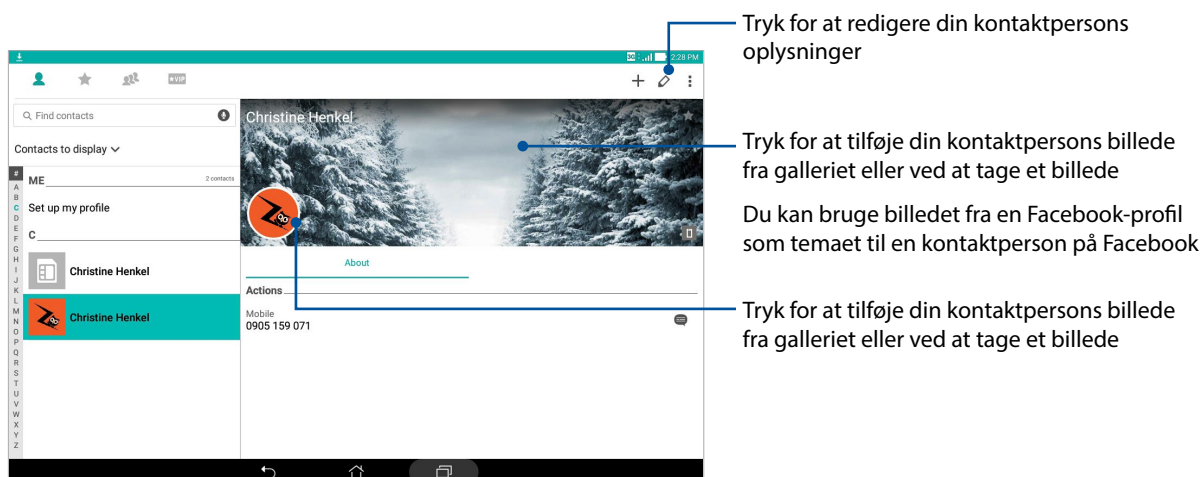 Tryk for at redigere din kontaktpersons
oplysninger
3G 2:28 PM
VIP
Find contacts
Christine Henkel
Contacts to display
Tryk for at tilføje din kontaktpersons billede
fra galleriet eller ved at tage et billede
#
A
B
C
D
E
F
G
H
I
J
K
L
M
N
O
P
Q
R
S
T
U
V
W
X
Y
Z
ME 2 contacts
Set up my profile
C
Du kan bruge billedet fra en Facebook-profil
som temaet til en kontaktperson på Facebook
Christine Henkel
Christine Henkel
About
Actions
Mobile
0905 159 071
Tryk for at tilføje din kontaktpersons billede
fra galleriet eller ved at tage et billede